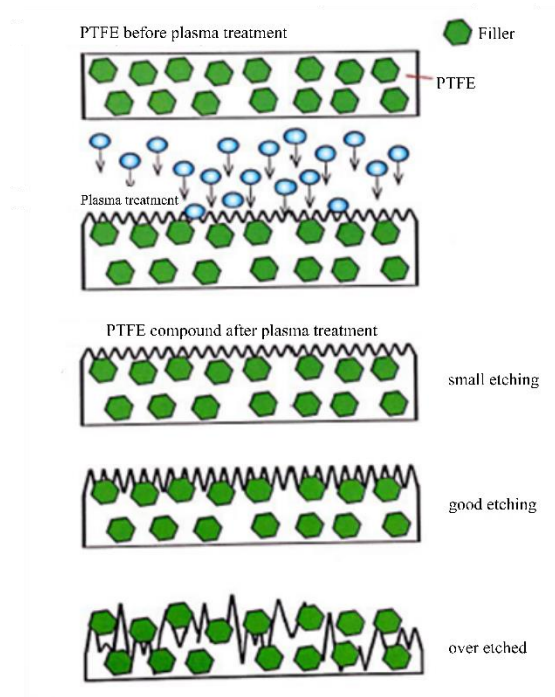 PTFE before plasma treatment
Filler
PTFE
Plasma treatment
PTFE compound after plasma treatment
small etching
good etching
over etched